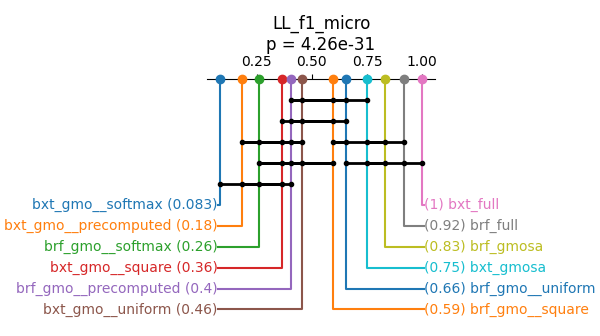 LL_f1_micro
p = 4.26e-31
0.25 0.50 0.75 1.00
bxt_gmo__softmax (0.083) (1) bxt_full
bxt_gmo__precomputed (0.18) (0.92) brf_full
brf_gmo__softmax (0.26) (0.83) brf_gmosa
bxt_gmo__square (0.36) (0.75) bxt_gmosa
brf_gmo__precomputed (0.4) (0.66) brf_gmo__uniform
bxt_gmo__uniform (0.46) (0.59) brf_gmo__square